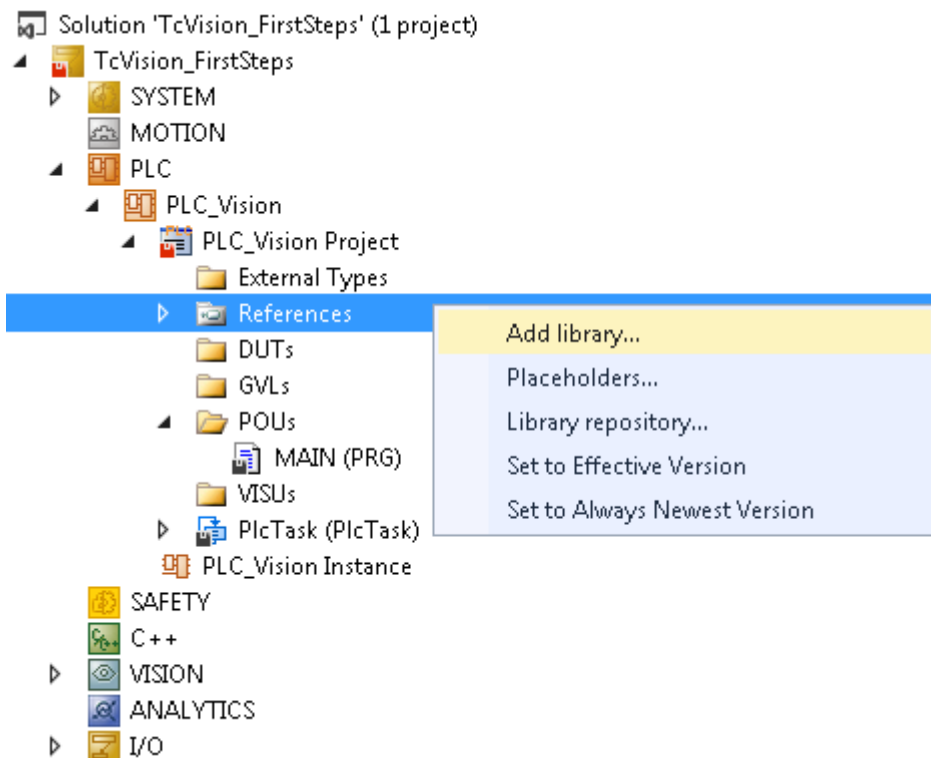 Solution 'TcVision_FirstSteps' (1 project)
TcVision_FirstSteps
SYSTEM
MOTION
PLC
PLC_Vision
PLC_Vision Project
External Types
References
DUTs
GVLs
POUs
MAIN (PRG)
VISUs
PlcTask (PlcTask)
PLC_Vision Instance
SAFETY
C++
VISION
ANALYTICS
I/O
Add library...
Placeholders...
Library repository...
Set to Effective Version
Set to Always Newest Version